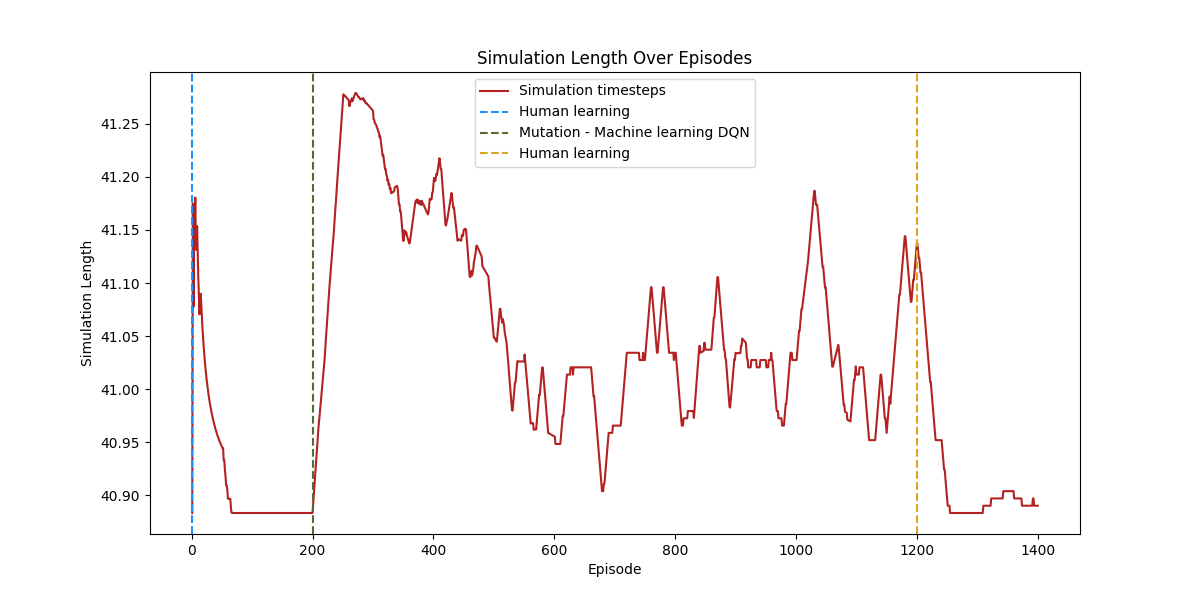 Simulation Length Over Episodes
Simulation timesteps
Human learning
Mutation - Machine learning DQN
Human learning
Simulation Length
41.25
41.20
41.15
41.10
41.05
41.00
40.95
40.90
0 200 400 600 800 1000 1200 1400
Episode